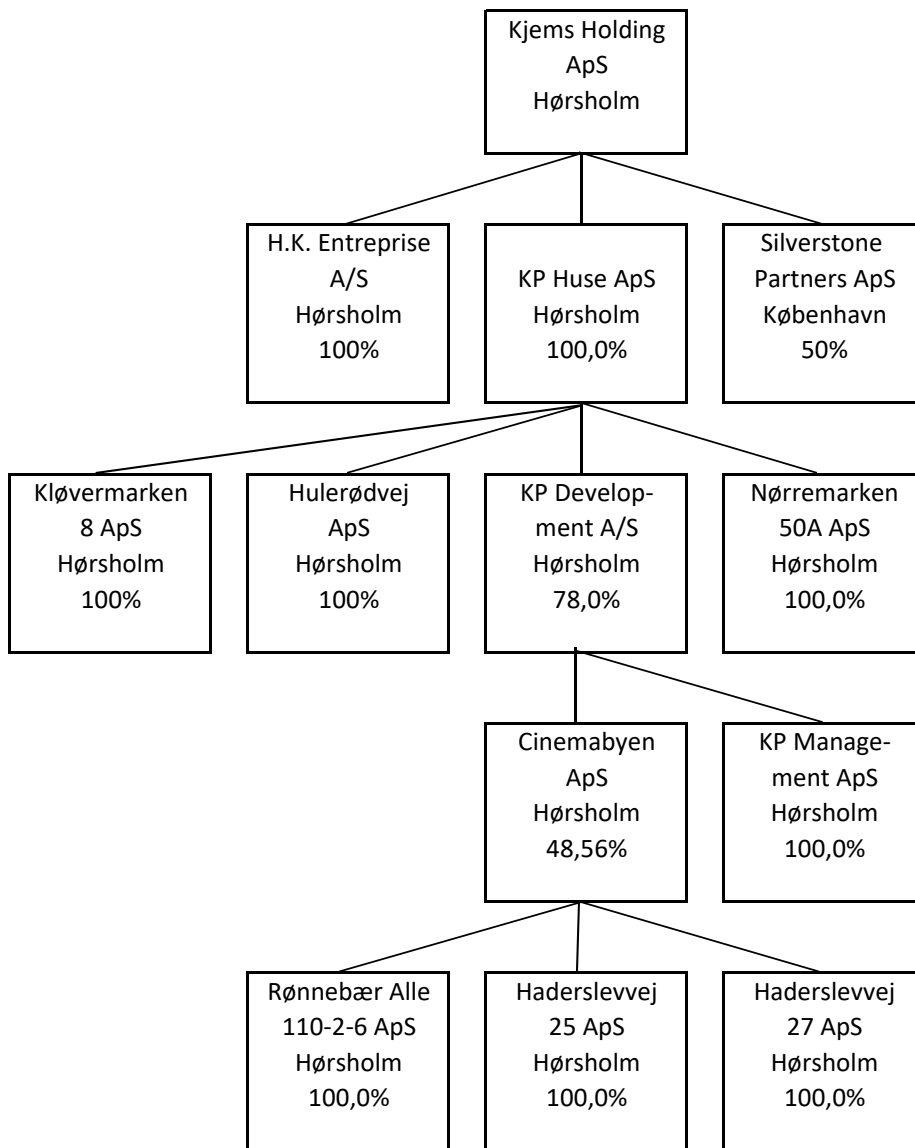 Kjems Holding
ApS
Hørsholm
H.K. Entreprise
A/S
Hørsholm
100%
KP Huse ApS
Hørsholm
100,0%
Silverstone
Partners ApS
København
50%
Kløvermarken
8 ApS
Hørsholm
100%
Hulerødvej
ApS
Hørsholm
100%
KP Develop-
ment A/S
Hørsholm
78,0%
Nørremarken
50A ApS
Hørsholm
100,0%
Cinemabyen
ApS
Hørsholm
48,56%
KP Manage-
ment ApS
Hørsholm
100,0%
Rønnebær Alle
110-2-6 ApS
Hørsholm
100,0%
Haderslevvej
25 ApS
Hørsholm
100,0%
Haderslevvej
27 ApS
Hørsholm
100,0%